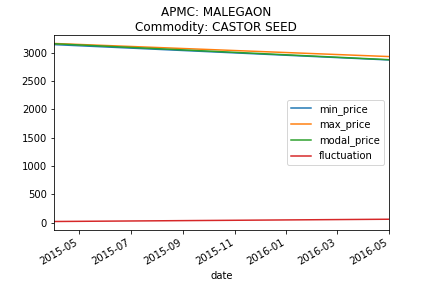 APMC: MALEGAON
Commodity: CASTOR SEED
3000
2500
2000
1500
1000
500
0
min_price
max_price
modal_price
fluctuation
2015-05
2015-07
2015-09
2015-11
2016-01
2016-03
2016-05
date